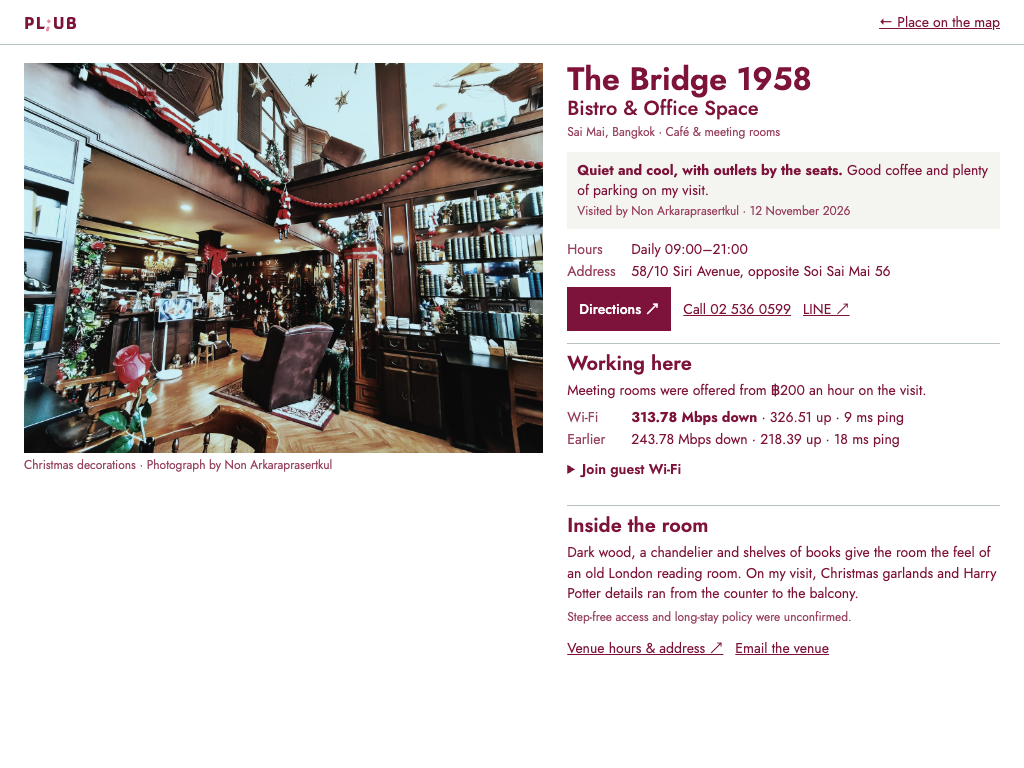 PL;UB
← Place on the map
The Bridge 1958
Bistro & Office Space
Sai Mai, Bangkok · Café & meeting rooms
Quiet and cool, with outlets by the seats. Good coffee and plenty
of parking on my visit.
Visited by Non Arkaraprasertkul · 12 November 2026
Hours Daily 09:00–21:00
Address 58/10 Siri Avenue, opposite Soi Sai Mai 56
Directions ↗ Call 02 536 0599 LINE ↗
Working here
Meeting rooms were offered from ฿200 an hour on the visit.
Wi-Fi 313.78 Mbps down · 326.51 up · 9 ms ping
Earlier 243.78 Mbps down · 218.39 up · 18 ms ping
▶ Join guest Wi-Fi
Christmas decorations · Photograph by Non Arkaraprasertkul
Inside the room
Dark wood, a chandelier and shelves of books give the room the feel of
an old London reading room. On my visit, Christmas garlands and Harry
Potter details ran from the counter to the balcony.
Step-free access and long-stay policy were unconfirmed.
Venue hours & address ↗ Email the venue